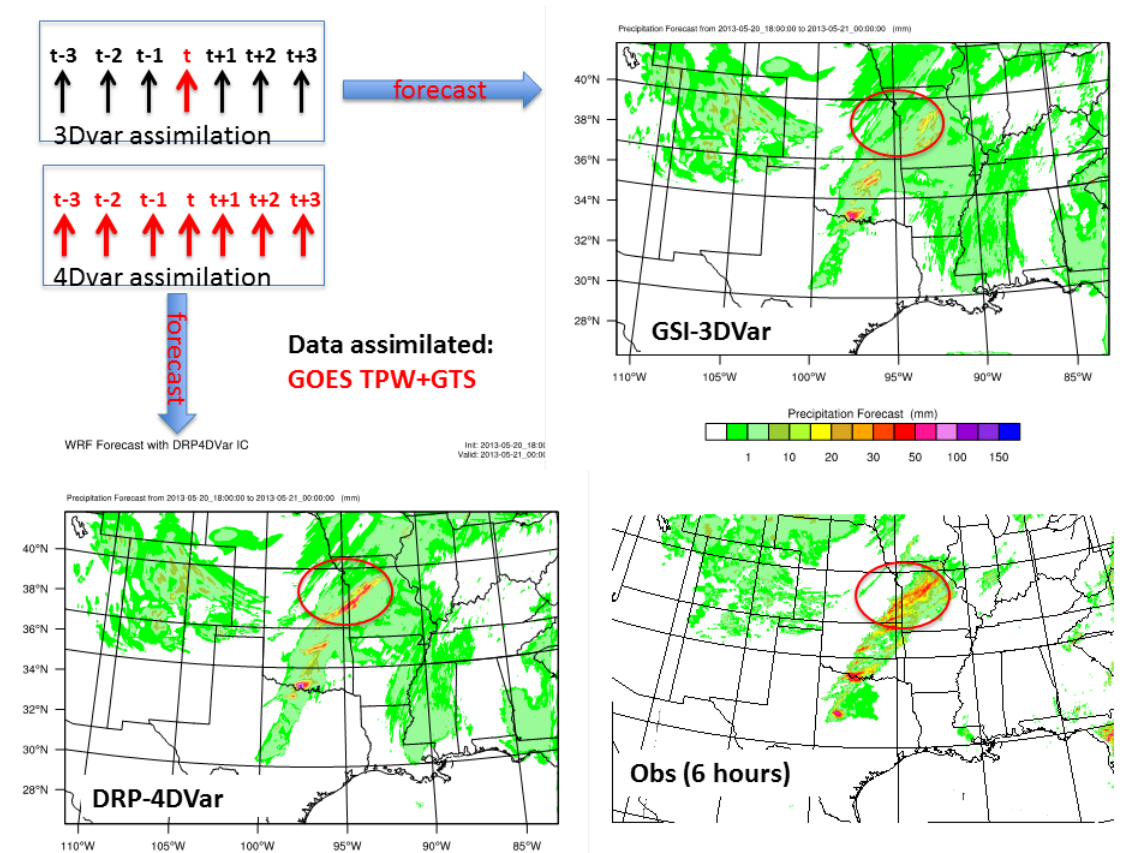 t-3 t-2 t-1 t t+1 t+2 t+3
3Dvar assimilation
forecast
t-3 t-2 t-1 t t+1 t+2 t+3
4Dvar assimilation
forecast
Data assimilated:
GOES TPW+GTS
WRF Forecast with DRP4DVar IC
Init: 2013-05-20_18:00
Valid: 2013-05-21_00:00
Precipitation Forecast from 2013-05-20_18:00:00 to 2013-05-21_00:00:00 (mm)
40°N
38°N
36°N
34°N
32°N
30°N
28°N
GSI-3DVar
110°W 105°W 100°W 95°W 90°W 85°W
Precipitation Forecast (mm)
1 10 20 30 50 100 150
Precipitation Forecast from 2013-05-20_18:00:00 to 2013-05-21_00:00:00 (mm)
40°N
38°N
36°N
34°N
32°N
30°N
28°N
DRP-4DVar
110°W 105°W 100°W 95°W 90°W 85°W
Obs (6 hours)